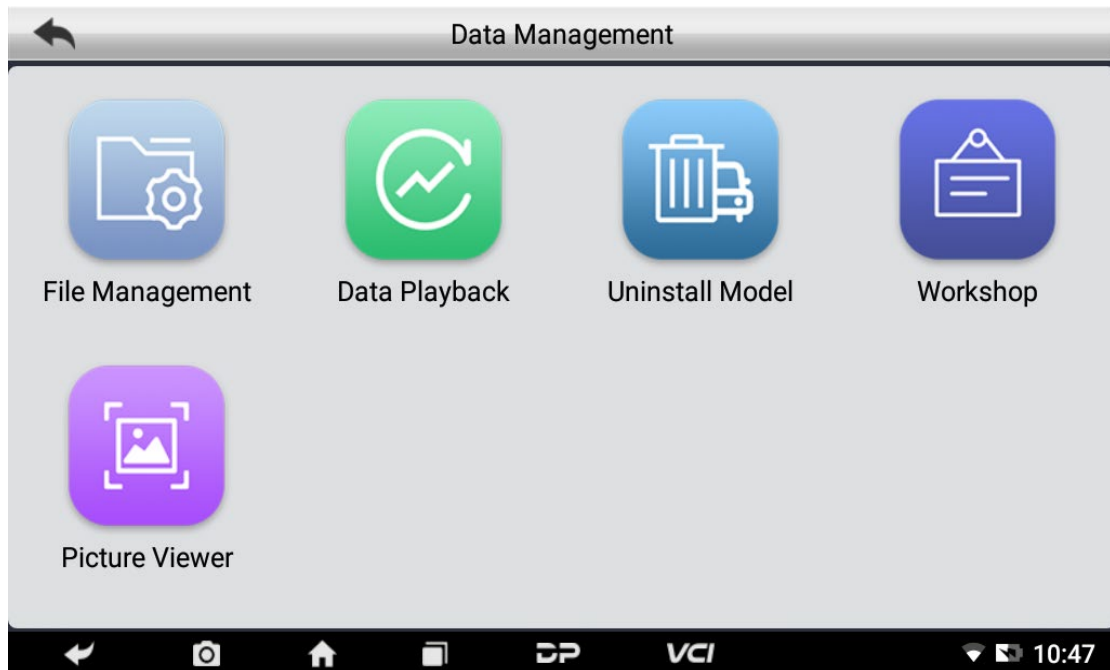 Data Management
File Management
Data Playback
Uninstall Model
Workshop
Picture Viewer
DP
VCI
10:47